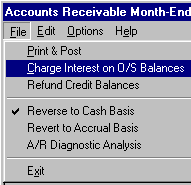 Accounts Receivable Month-End
File Edit Options Help
Print & Post
Charge Interest on O/S Balances
Refund Credit Balances
Reverse to Cash Basis
Revert to Accrual Basis
A/R Diagnostic Analysis
Exit